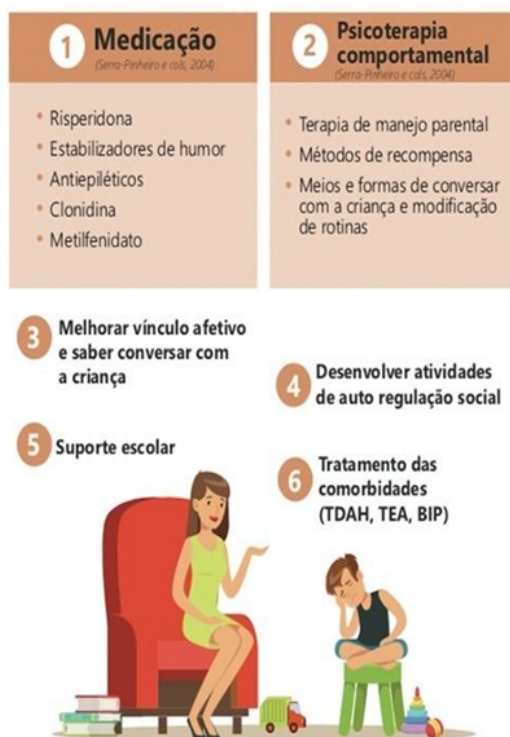 1 Medicação
(Serra-Pinheiro e cols, 2004)
• Risperidona
• Estabilizadores de humor
• Antiepiléticos
• Clonidina
• Metilfenidato
2 Psicoterapia
comportamental
(Serra-Pinheiro e cols, 2004)
• Terapia de manejo parental
• Métodos de recompensa
• Meios e formas de conversar
com a criança e modificação
de rotinas
3 Melhorar vínculo afetivo
e saber conversar com
a criança
4 Desenvolver atividades
de auto regulação social
5 Suporte escolar
6 Tratamento das
comorbidades
(TDAH, TEA, BIP)